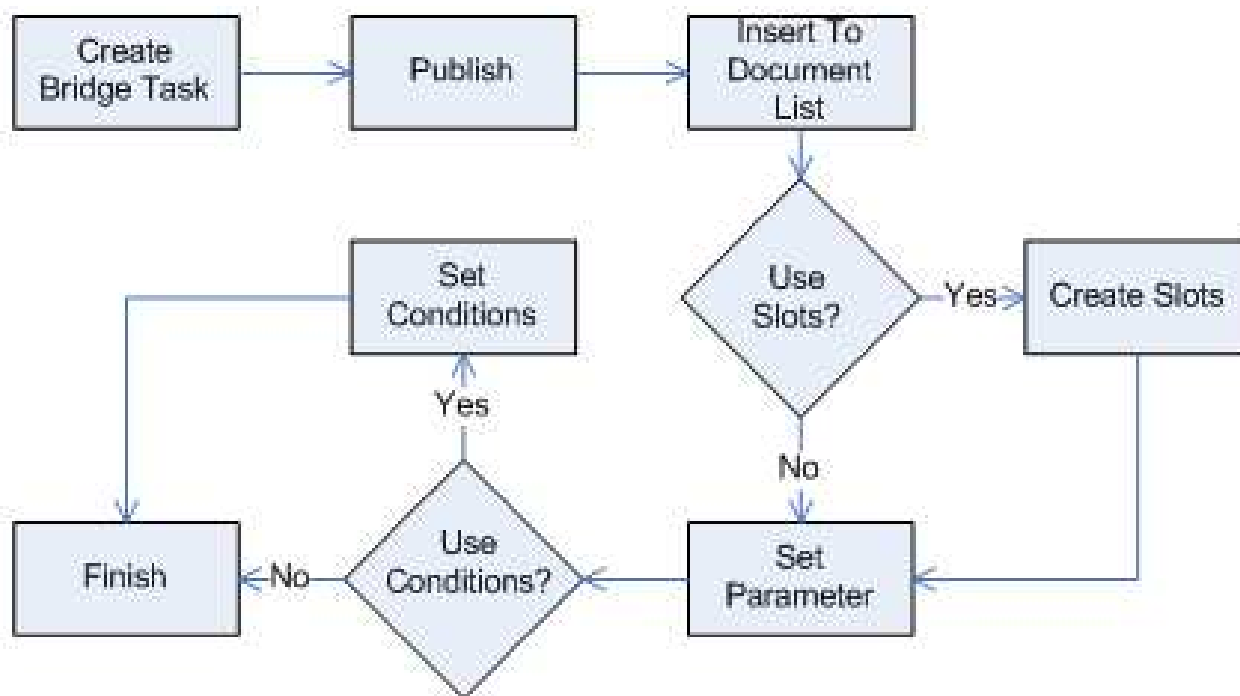 Create
Bridge Task
Publish
Insert To
Document
List
Use
Slots?
Yes
Create Slots
Set
Conditions
Yes
No
Use
Conditions?
No
Finish
Set
Parameter